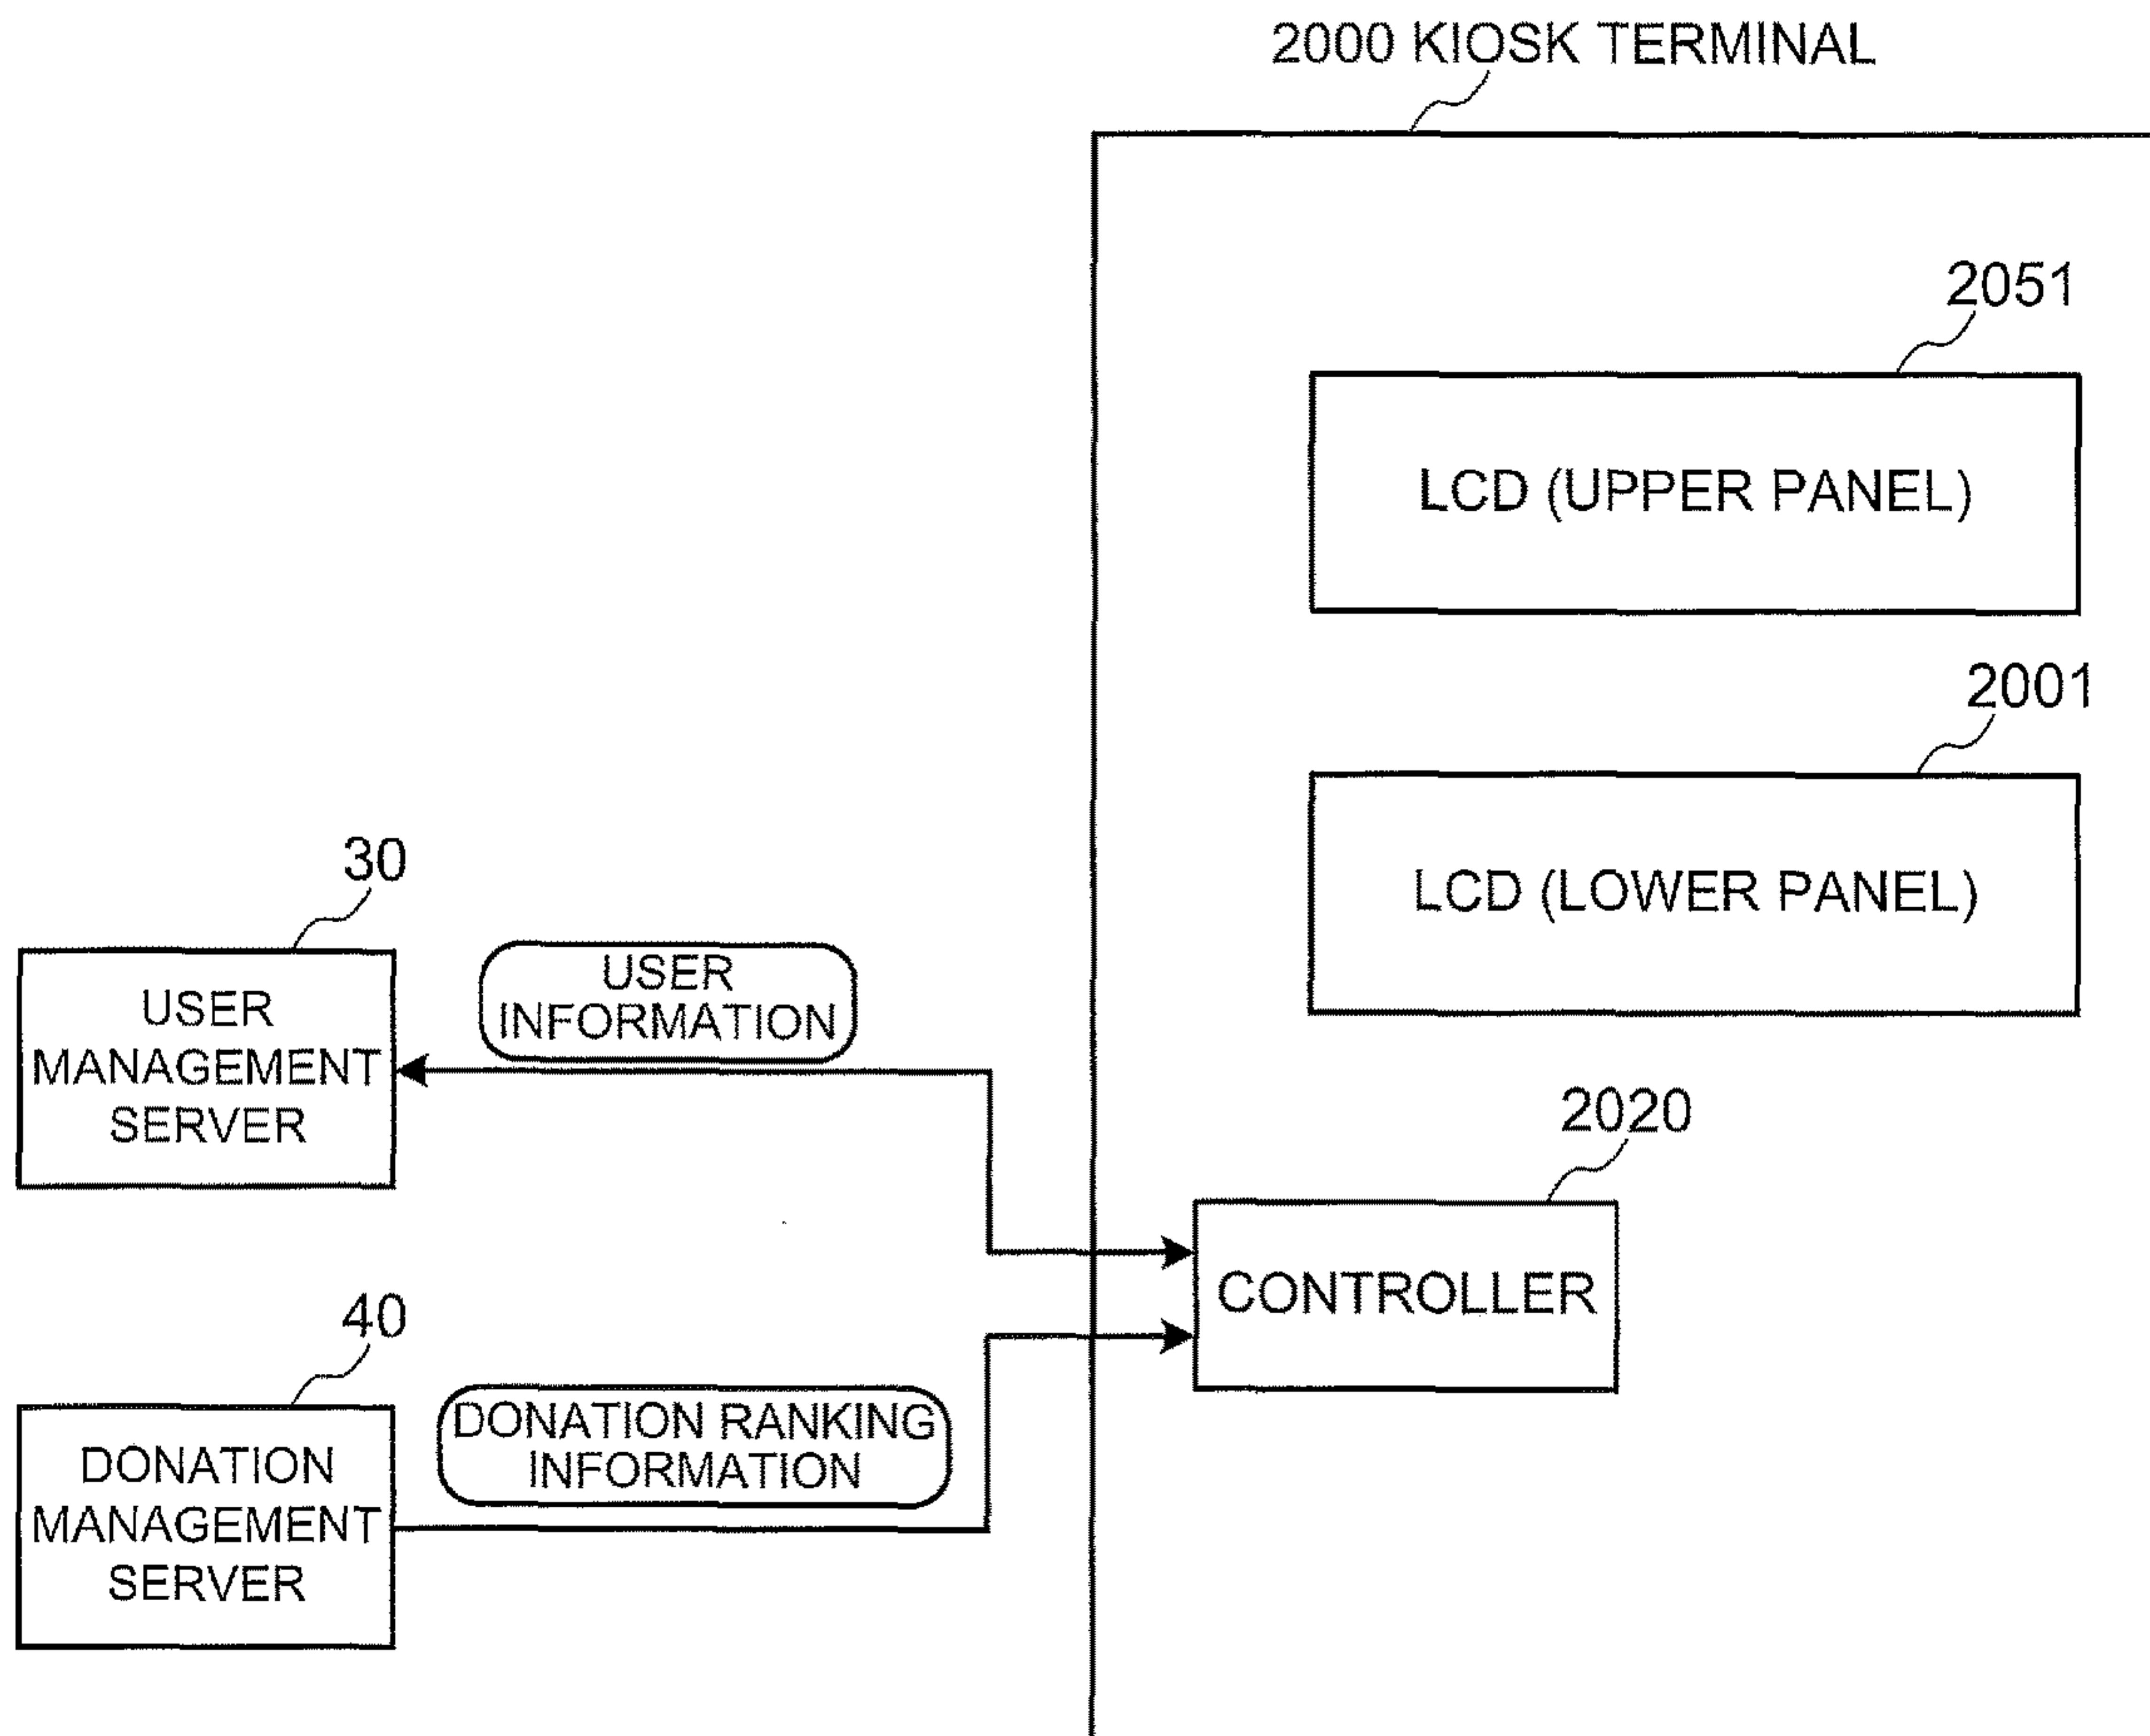 2000 KIOSK TERMINAL
2051
LCD (UPPER PANEL)
2001
LCD (LOWER PANEL)
30
USER
MANAGEMENT
SERVER
USER
INFORMATION
2020
CONTROLLER
40
DONATION
MANAGEMENT
SERVER
DONATION RANKING
INFORMATION